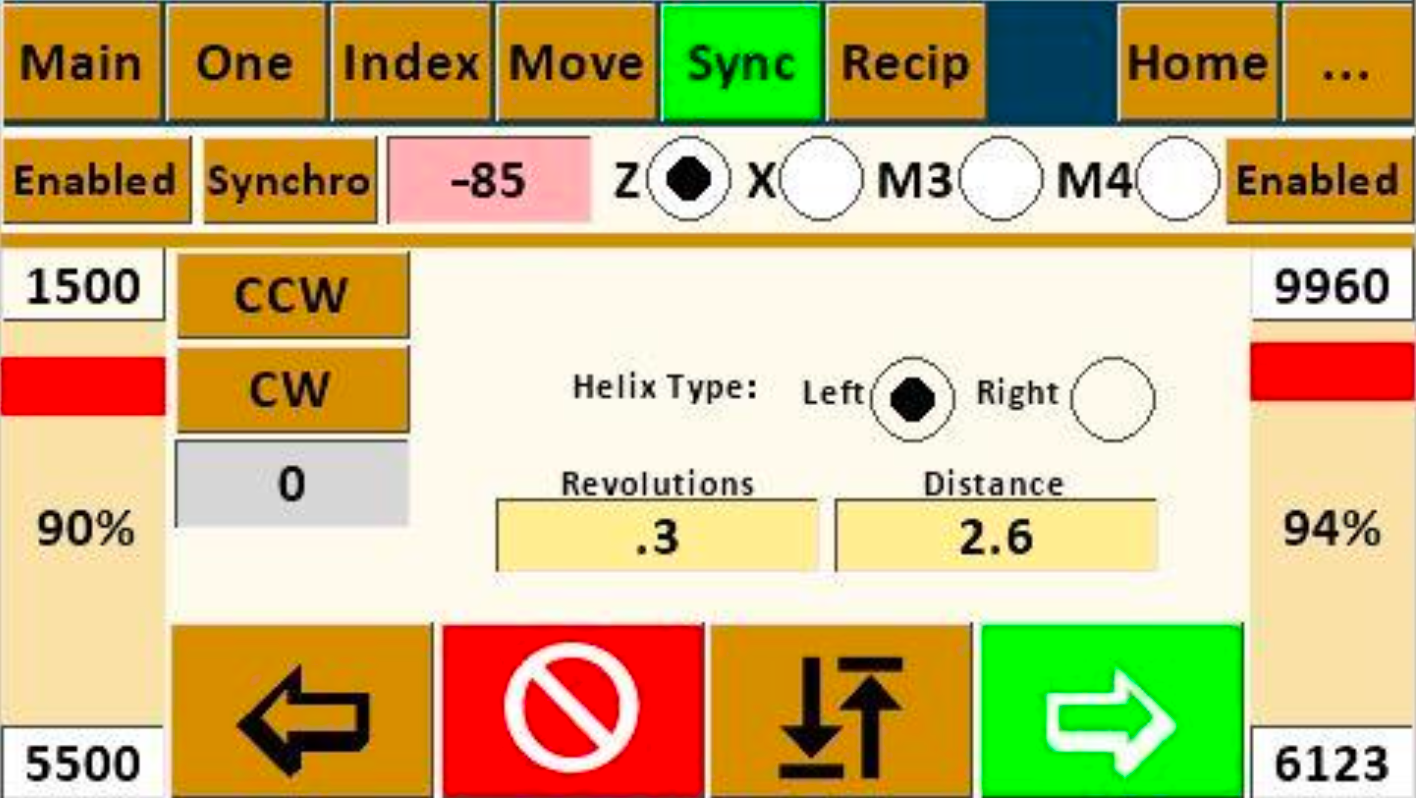 Main One Index Move Sync Recip Home ...
Enabled Synchro -85 Z X M3 M4 Enabled
1500 CCW 9960
CW
Helix Type: Left Right
0
Revolutions Distance
90% .3 2.6 94%
5500 6123